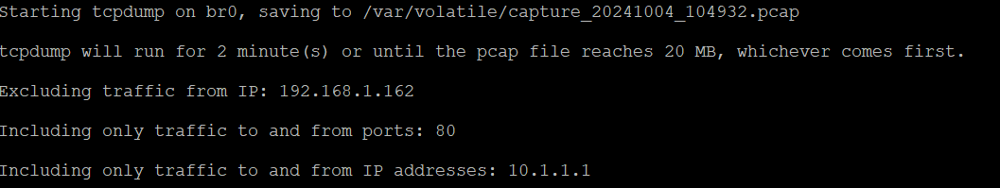 Starting tcpdump on br0, saving to /var/volatile/capture_20241004_104932.pcap
tcpdump will run for 2 minute(s) or until the pcap file reaches 20 MB, whichever comes first.
Excluding traffic from IP: 192.168.1.162
Including only traffic to and from ports: 80
Including only traffic to and from IP addresses: 10.1.1.1